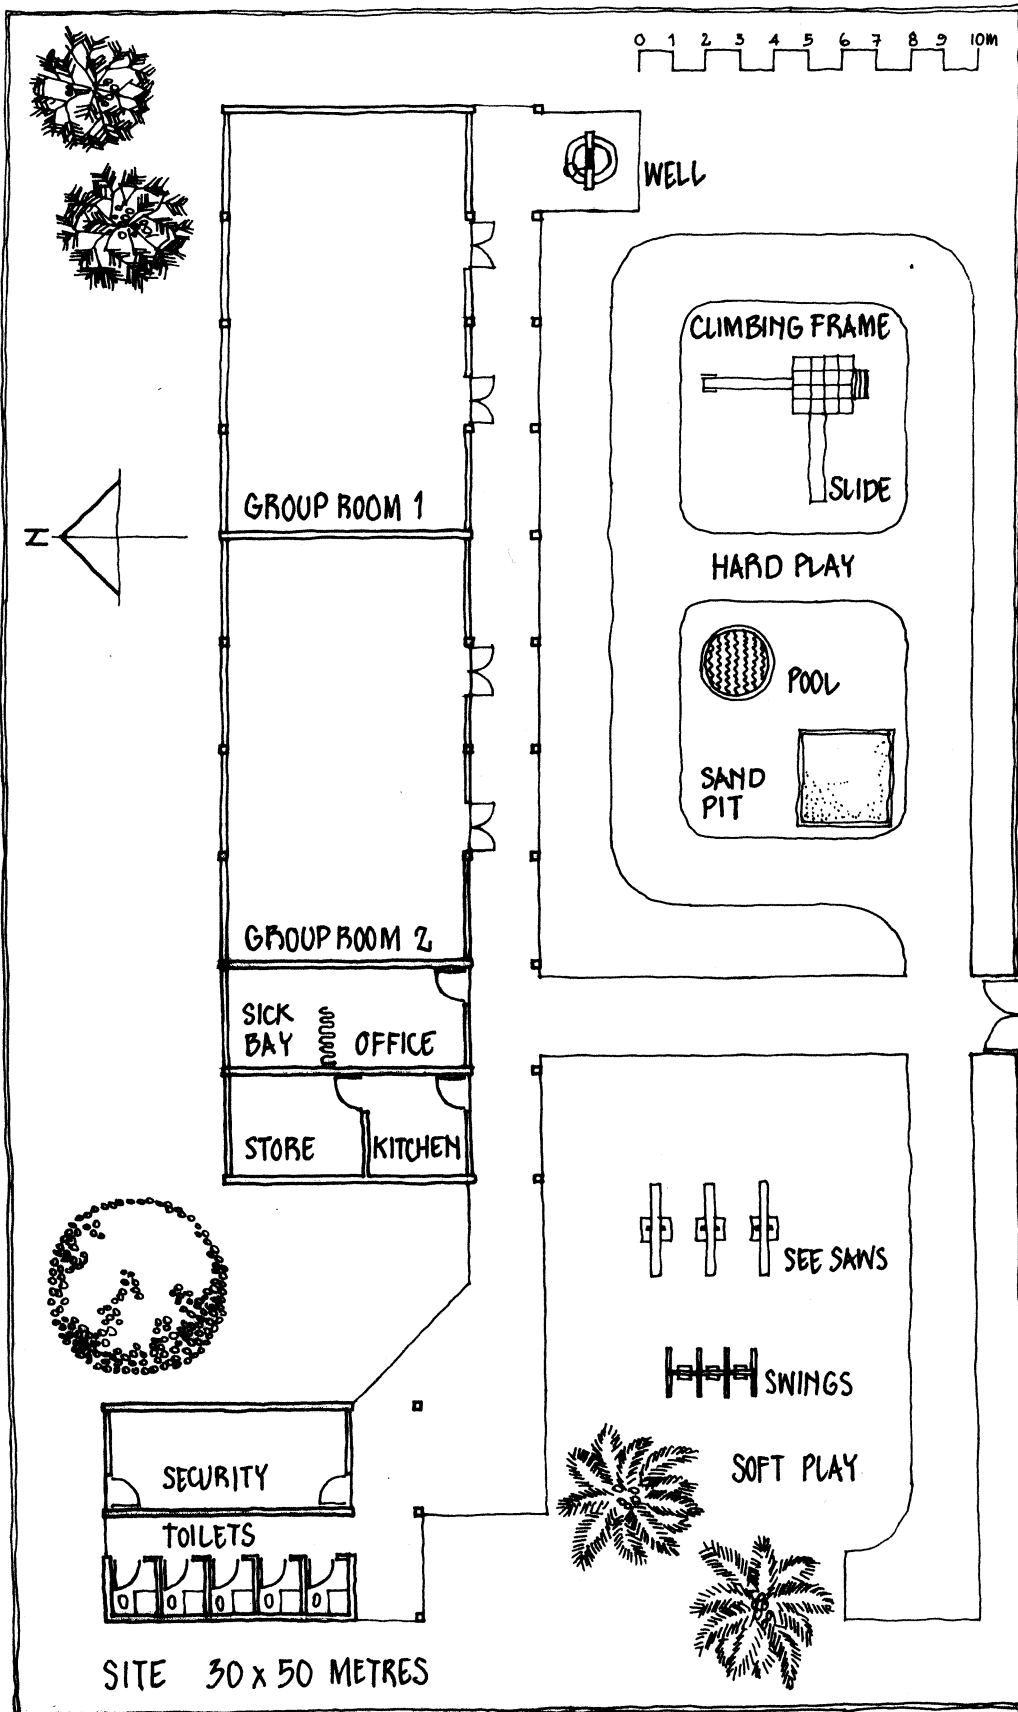 0 1 2 3 4 5 6 7 8 9 10M
WELL
CLIMBING FRAME
SLIDE
GROUP ROOM 1
N
HARD PLAY
POOL
SAND
PIT
GROUP ROOM 2
SICK
BAY
OFFICE
STORE
KITCHEN
SEE SAWS
SWINGS
SOFT PLAY
SECURITY
TOILETS
SITE 30 x 50 METRES